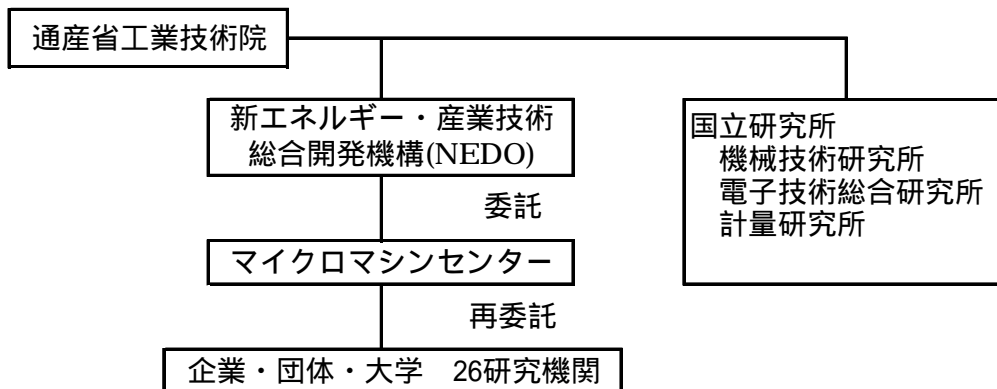 通産省工業技術院
新エネルギー・産業技術
総合開発機構(NEDO)
国立研究所
機械技術研究所
電子技術総合研究所
計量研究所
委託
マイクロマシンセンター
再委託
企業・団体・大学　26研究機関